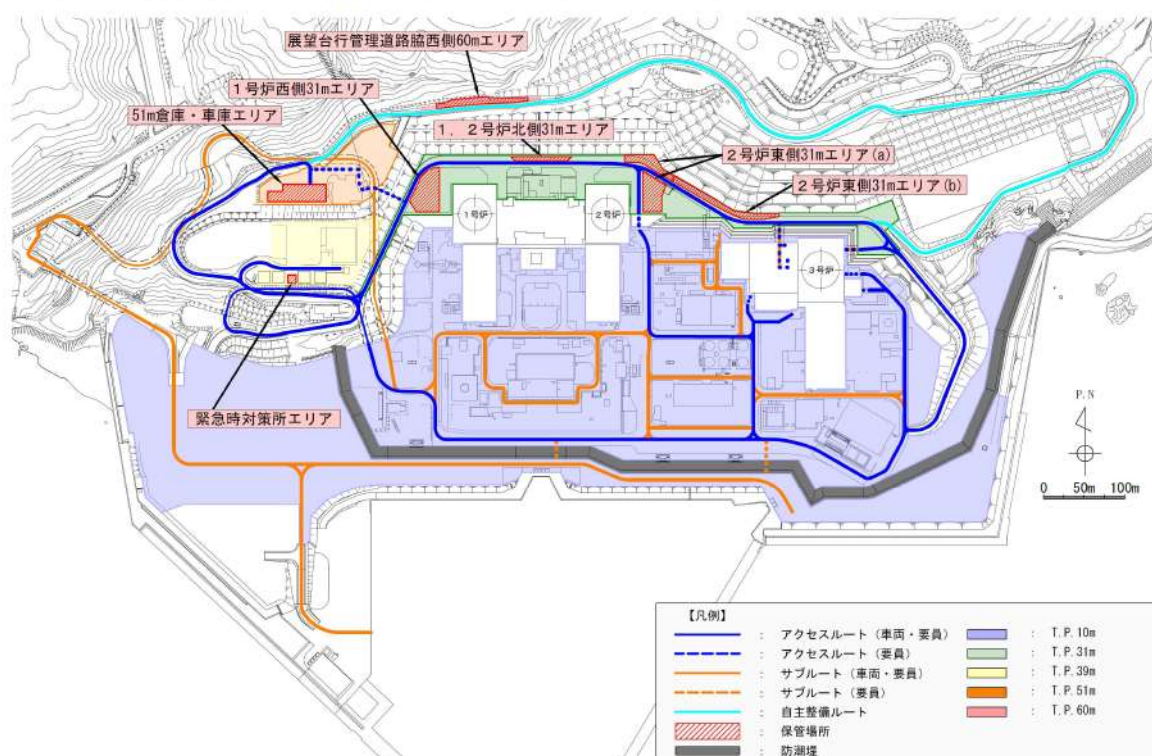 展望台行管理道路脇西側60mエリア
1号炉西側31mエリア
51m倉庫・車庫エリア
1,2号炉北側31mエリア
2号炉東側31mエリア(a)
2号炉東側31mエリア(b)
1号炉
2号炉
3号炉
緊急時対策所エリア
P.N
0 50m 100m
【凡例】
: アクセスルート(車両・要員)
: アクセスルート(要員)
: サブルート(車両・要員)
: サブルート(要員)
: 自主整備ルート
: 保管場所
: 防潮堤
: T.P.10m
: T.P.31m
: T.P.39m
: T.P.51m
: T.P.60m